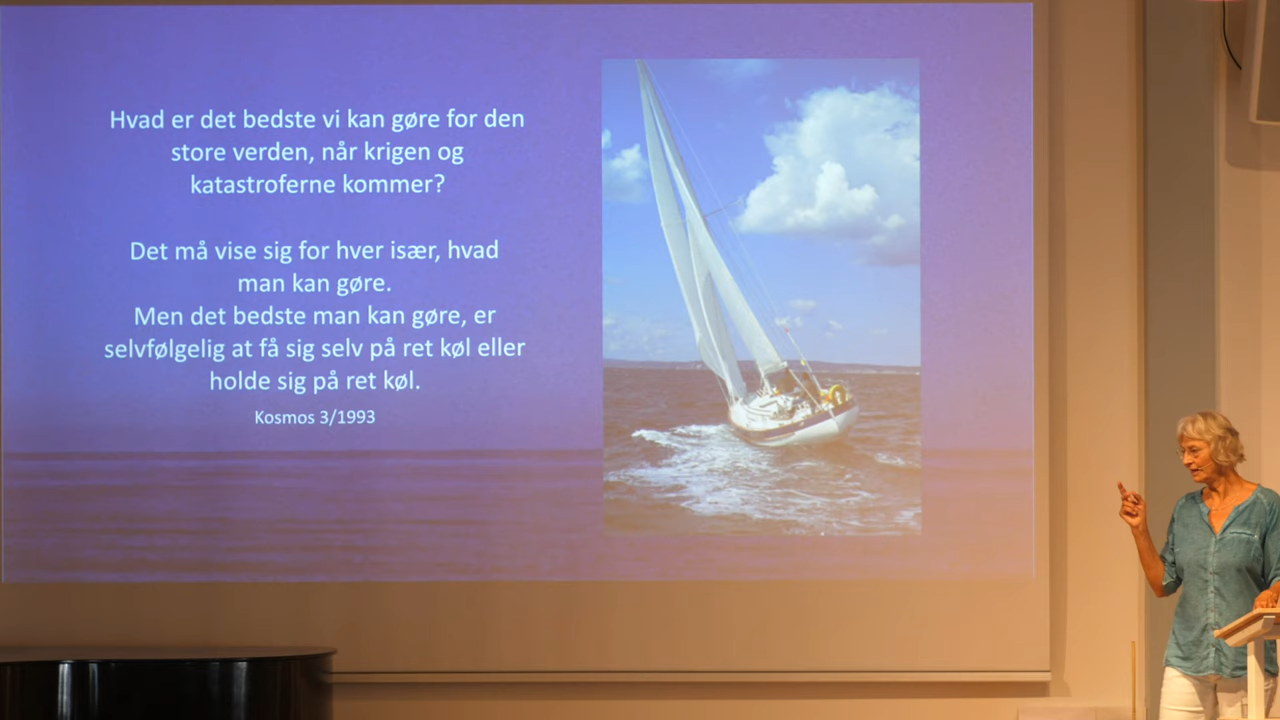 Hvad er det bedste vi kan gøre for den
store verden, når krigen og
katastroferne kommer?
Det må vise sig for hver især, hvad
man kan gøre.
Men det bedste man kan gøre, er
selvfølgelig at få sig selv på ret køl eller
holde sig på ret køl.
Kosmos 3/1993